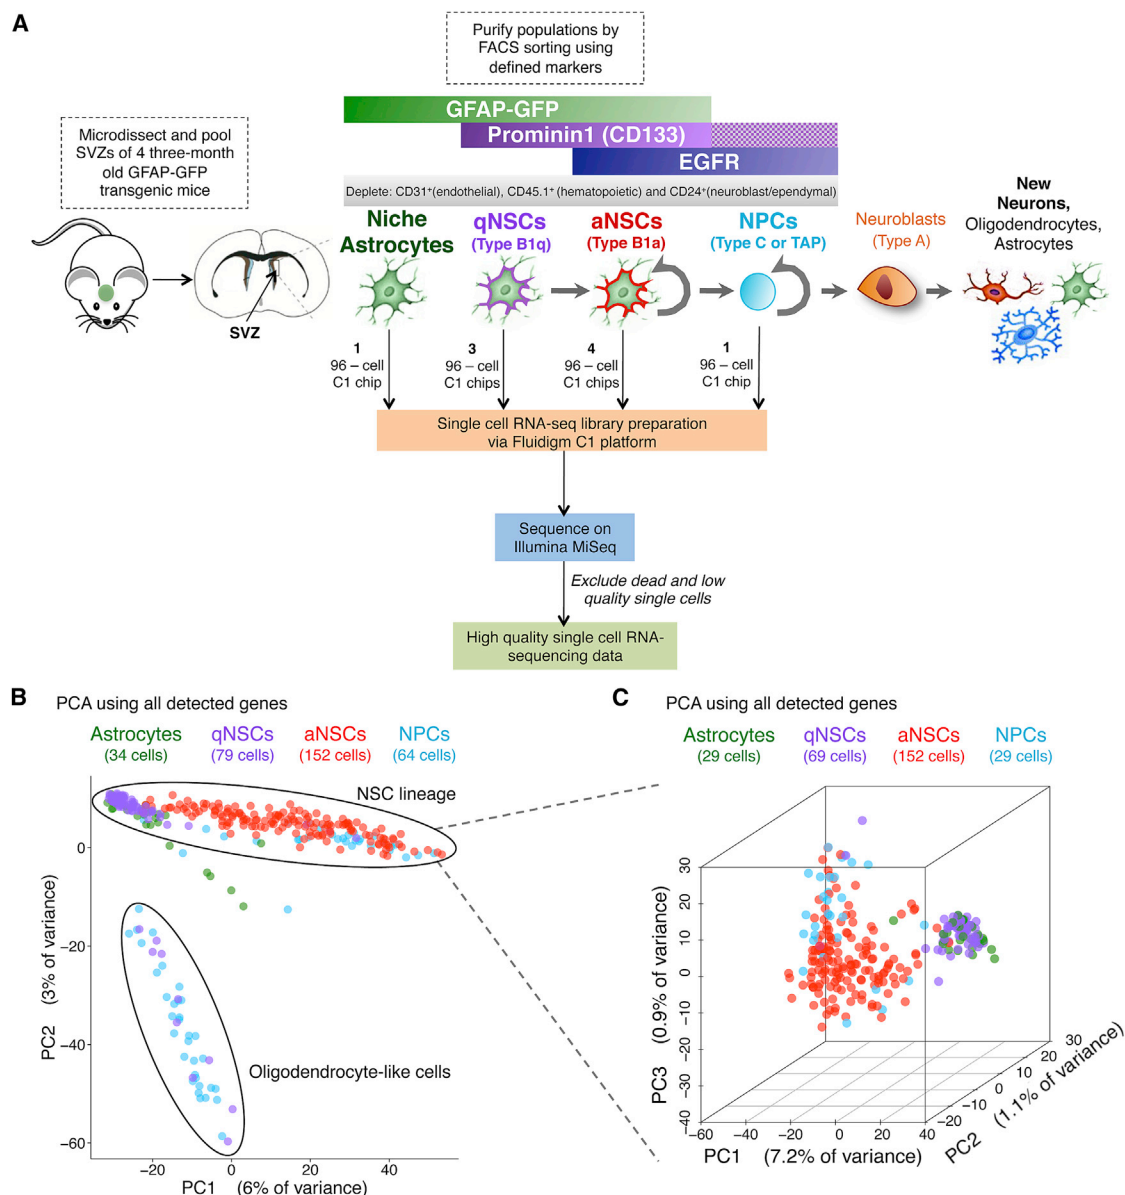 A
Purify populations by
FACS sorting using
defined markers
Microdissect and pool
SVZs of 4 three-month
old GFAP-GFP
transgenic mice
GFAP-GFP
Prominin1 (CD133)
EGFR
Deplete: CD31⁺(endothelial), CD45.1⁺ (hematopoietic) and CD24⁺(neuroblast/ependymal)
Niche
Astrocytes
qNSCs
(Type B1q)
aNSCs
(Type B1a)
NPCs
(Type C or TAP)
Neuroblasts
(Type A)
New
Neurons,
Oligodendrocytes,
Astrocytes
SVZ
1
96 – cell
C1 chip
3
96 – cell
C1 chips
4
96 – cell
C1 chips
1
96 – cell
C1 chip
Single cell RNA-seq library preparation
via Fluidigm C1 platform
Sequence on
Illumina MiSeq
Exclude dead and low
quality single cells
High quality single cell RNA-
sequencing data
B
PCA using all detected genes
Astrocytes
(34 cells)
qNSCs
(79 cells)
aNSCs
(152 cells)
NPCs
(64 cells)
NSC lineage
Oligodendrocyte-like cells
0
−20
−40
−60
PC2 (3% of variance)
−20
0
20
40
PC1 (6% of variance)
C
PCA using all detected genes
Astrocytes
(29 cells)
qNSCs
(69 cells)
aNSCs
(152 cells)
NPCs
(29 cells)
30
20
10
0
−10
−20
−30
−40
PC3 (0.9% of variance)
−60
−40
−20
0
20
40
PC1 (7.2% of variance)
−20
−10
0
10
20
30
PC2 (1.1% of variance)